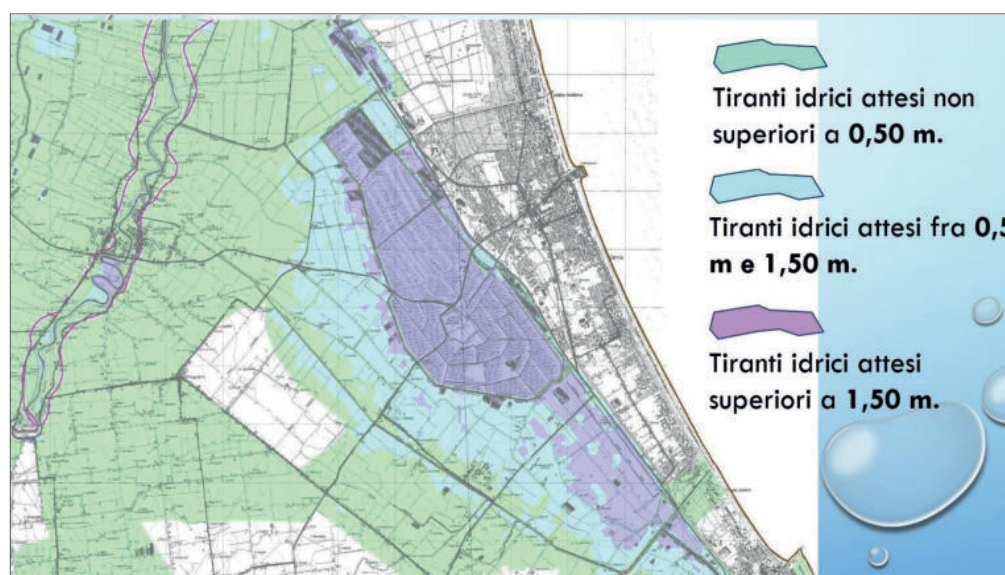 Tiranti idrici attesi non
superiori a 0,50 m.
Tiranti idrici attesi fra 0,5
m e 1,50 m.
Tiranti idrici attesi
superiori a 1,50 m.